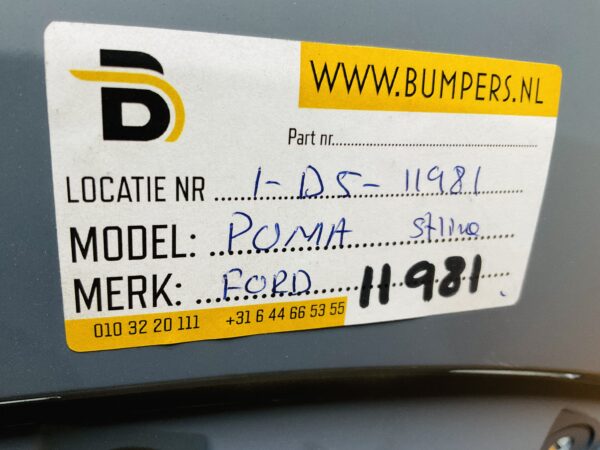 WWW.BUMPERS.NL
Part nr.
LOCATIE NR 1-D5-11981
MODEL: PUMA Stline
MERK: FORD 11981
010 32 20 111 +31 6 44 66 53 55